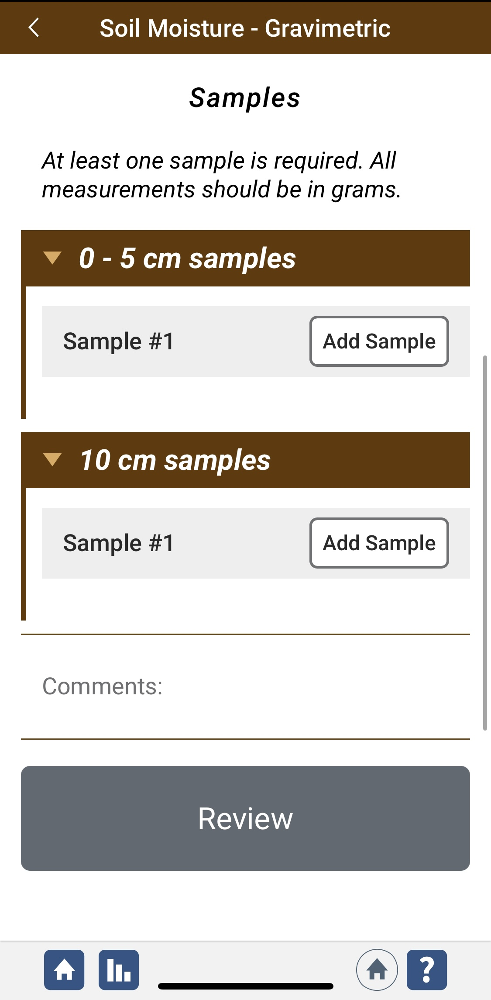 Soil Moisture - Gravimetric
Samples
At least one sample is required. All
measurements should be in grams.
0 - 5 cm samples
Sample #1 Add Sample
10 cm samples
Sample #1 Add Sample
Comments:
Review
?